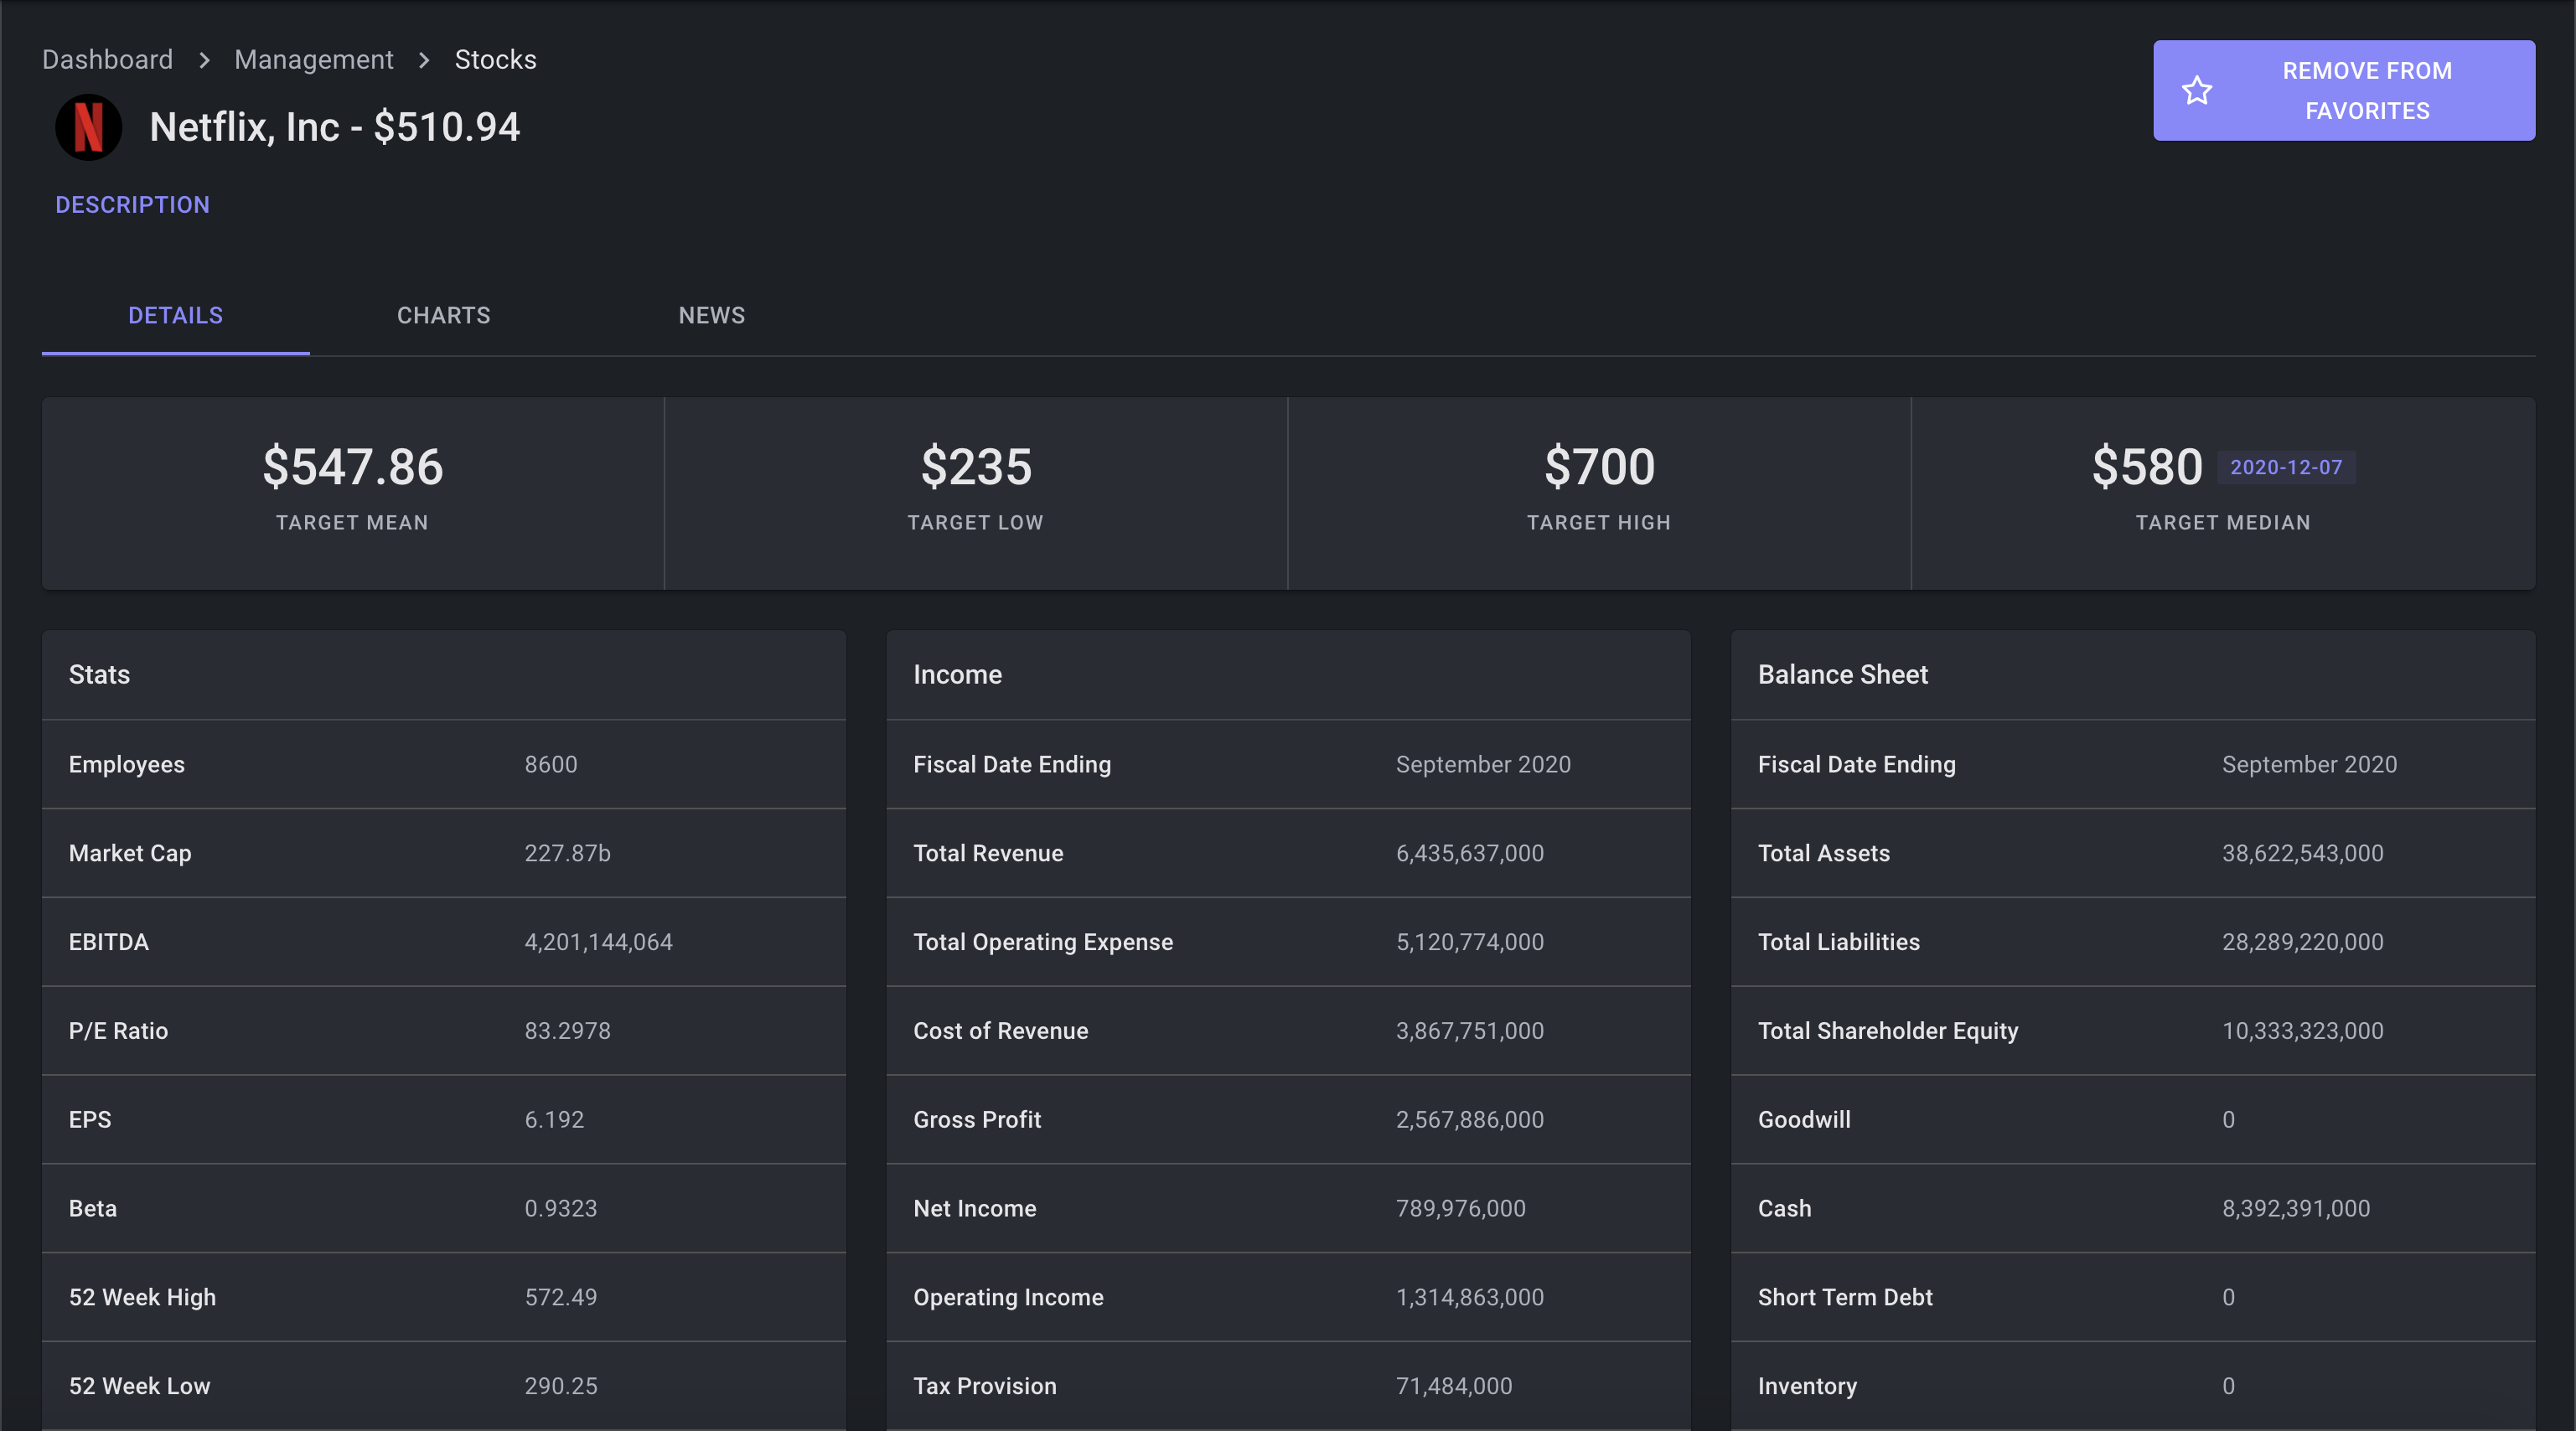 Dashboard > Management > Stocks
REMOVE FROM
FAVORITES
N
Netflix, Inc - $510.94
DESCRIPTION
DETAILS CHARTS NEWS
$547.86
TARGET MEAN
$235
TARGET LOW
$700
TARGET HIGH
$580 2020-12-07
TARGET MEDIAN
Stats
Employees 8600
Market Cap 227.87b
EBITDA 4,201,144,064
P/E Ratio 83.2978
EPS 6.192
Beta 0.9323
52 Week High 572.49
52 Week Low 290.25
Income
Fiscal Date Ending September 2020
Total Revenue 6,435,637,000
Total Operating Expense 5,120,774,000
Cost of Revenue 3,867,751,000
Gross Profit 2,567,886,000
Net Income 789,976,000
Operating Income 1,314,863,000
Tax Provision 71,484,000
Balance Sheet
Fiscal Date Ending September 2020
Total Assets 38,622,543,000
Total Liabilities 28,289,220,000
Total Shareholder Equity 10,333,323,000
Goodwill 0
Cash 8,392,391,000
Short Term Debt 0
Inventory 0